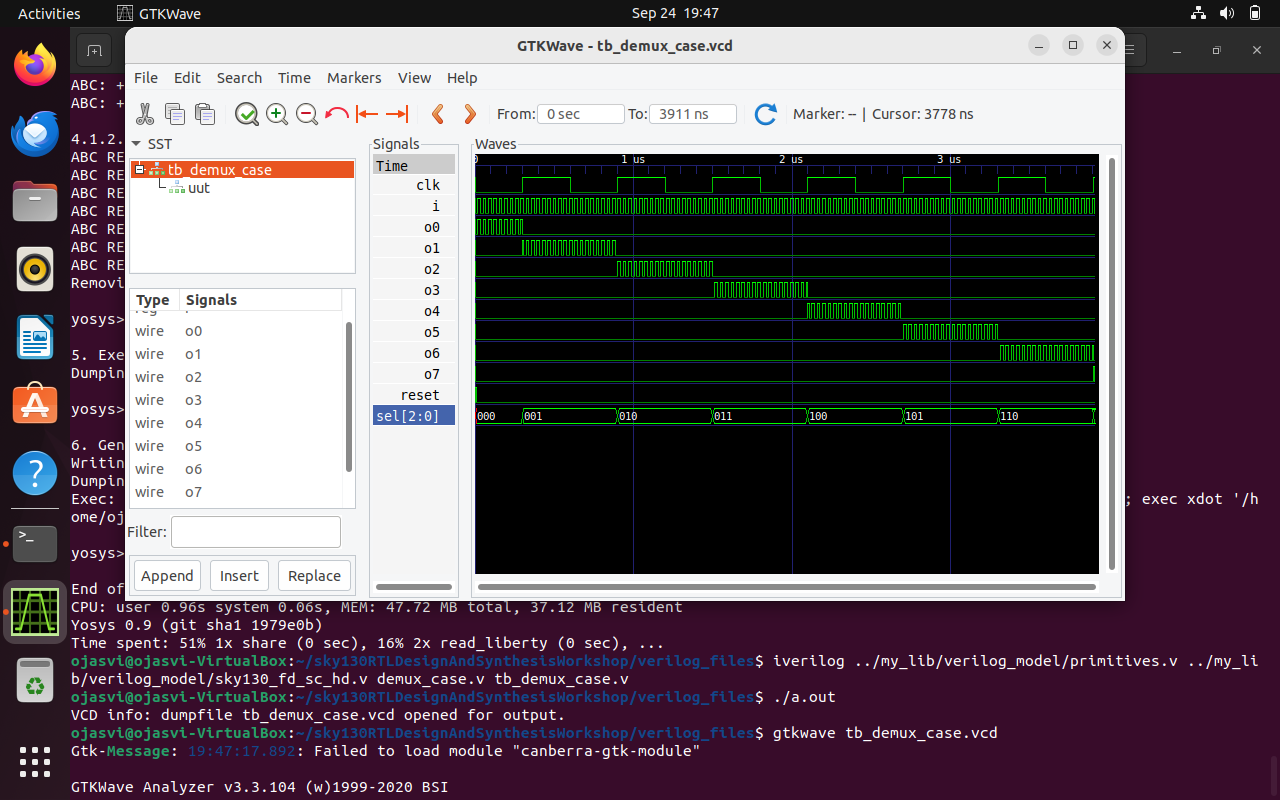 Activities GTKWave Sep 24 19:47
GTKWave - tb_demux_case.vcd
File Edit Search Time Markers View Help
From: 0 sec To: 3911 ns Marker: -- | Cursor: 3778 ns
SST
tb_demux_case
uut
Type Signals
wire o0
wire o1
wire o2
wire o3
wire o4
wire o5
wire o6
wire o7
Filter:
Append Insert Replace
Signals
Time
clk
i
o0
o1
o2
o3
o4
o5
o6
o7
reset
sel[2:0]
Waves
0 1 us 2 us 3 us
000 001 010 011 100 101 110
ABC: +
ABC: +
4.1.2.
ABC RE
ABC RE
ABC RE
ABC RE
ABC RE
ABC RE
ABC RE
Removi
yosys>
5. Exe
Dumpin
yosys>
6. Gen
Writin
Dumpin
Exec: ; exec xdot '/h
ome/oj
yosys>
End of
CPU: user 0.96s system 0.06s, MEM: 47.72 MB total, 37.12 MB resident
Yosys 0.9 (git sha1 1979e0b)
Time spent: 51% 1x share (0 sec), 16% 2x read_liberty (0 sec), ...
ojasvi@ojasvi-VirtualBox:~/sky130RTLDesignAndSynthesisWorkshop/verilog_files$ iverilog ../my_lib/verilog_model/primitives.v ../my_li
b/verilog_model/sky130_fd_sc_hd.v demux_case.v tb_demux_case.v
ojasvi@ojasvi-VirtualBox:~/sky130RTLDesignAndSynthesisWorkshop/verilog_files$ ./a.out
VCD info: dumpfile tb_demux_case.vcd opened for output.
ojasvi@ojasvi-VirtualBox:~/sky130RTLDesignAndSynthesisWorkshop/verilog_files$ gtkwave tb_demux_case.vcd
Gtk-Message: 19:47:17.892: Failed to load module "canberra-gtk-module"
GTKWave Analyzer v3.3.104 (w)1999-2020 BSI